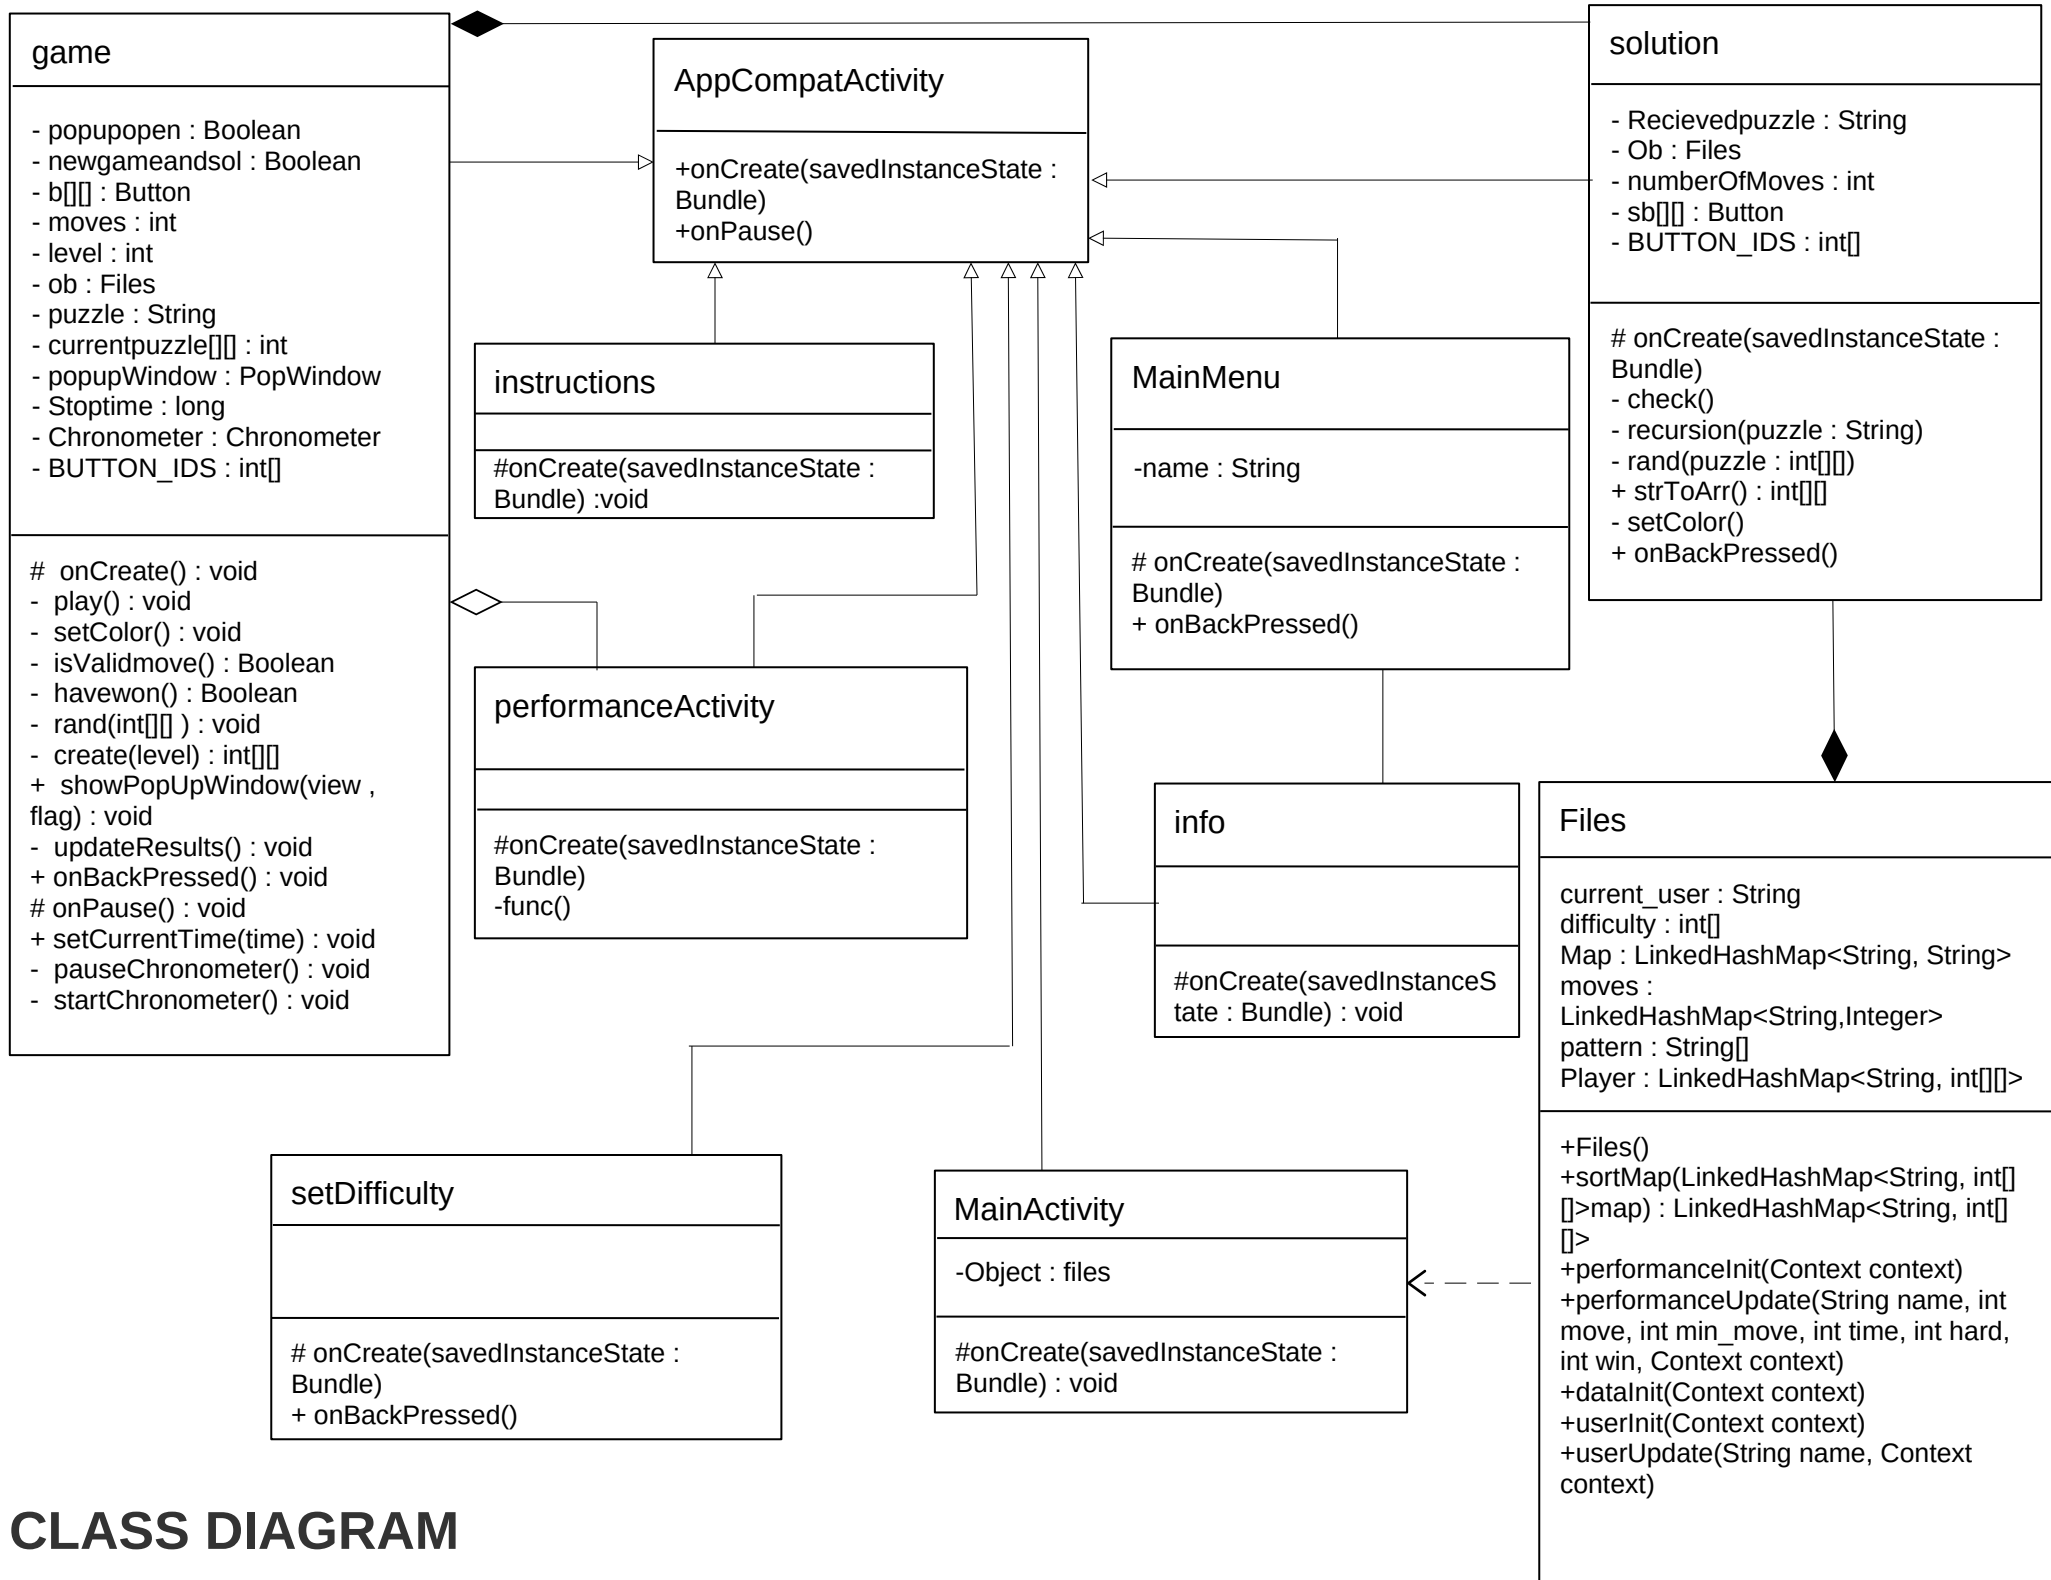 game
- popupopen : Boolean
- newgameandsol : Boolean
- b[][] : Button
- moves : int
- level : int
- ob : Files
- puzzle : String
- currentpuzzle[][] : int
- popupWindow : PopWindow
- Stoptime : long
- Chronometer : Chronometer
- BUTTON_IDS : int[]
# onCreate() : void
- play() : void
- setColor() : void
- isValidmove() : Boolean
- havewon() : Boolean
- rand(int[][] ) : void
- create(level) : int[][]
+ showPopUpWindow(view ,
flag) : void
- updateResults() : void
+ onBackPressed() : void
# onPause() : void
+ setCurrentTime(time) : void
- pauseChronometer() : void
- startChronometer() : void
AppCompatActivity
+onCreate(savedInstanceState :
Bundle)
+onPause()
solution
- Recievedpuzzle : String
- Ob : Files
- numberOfMoves : int
- sb[][] : Button
- BUTTON_IDS : int[]
# onCreate(savedInstanceState :
Bundle)
- check()
- recursion(puzzle : String)
- rand(puzzle : int[][])
+ strToArr() : int[][]
- setColor()
+ onBackPressed()
instructions
#onCreate(savedInstanceState :
Bundle) :void
MainMenu
-name : String
# onCreate(savedInstanceState :
Bundle)
+ onBackPressed()
performanceActivity
#onCreate(savedInstanceState :
Bundle)
-func()
info
#onCreate(savedInstanceS
tate : Bundle) : void
Files
current_user : String
difficulty : int[]
Map : LinkedHashMap<String, String>
moves :
LinkedHashMap<String,Integer>
pattern : String[]
Player : LinkedHashMap<String, int[][]>
+Files()
+sortMap(LinkedHashMap<String, int[]
[]>map) : LinkedHashMap<String, int[]
[]>
+performanceInit(Context context)
+performanceUpdate(String name, int
move, int min_move, int time, int hard,
int win, Context context)
+dataInit(Context context)
+userInit(Context context)
+userUpdate(String name, Context
context)
setDifficulty
# onCreate(savedInstanceState :
Bundle)
+ onBackPressed()
MainActivity
-Object : files
#onCreate(savedInstanceState :
Bundle) : void
CLASS DIAGRAM